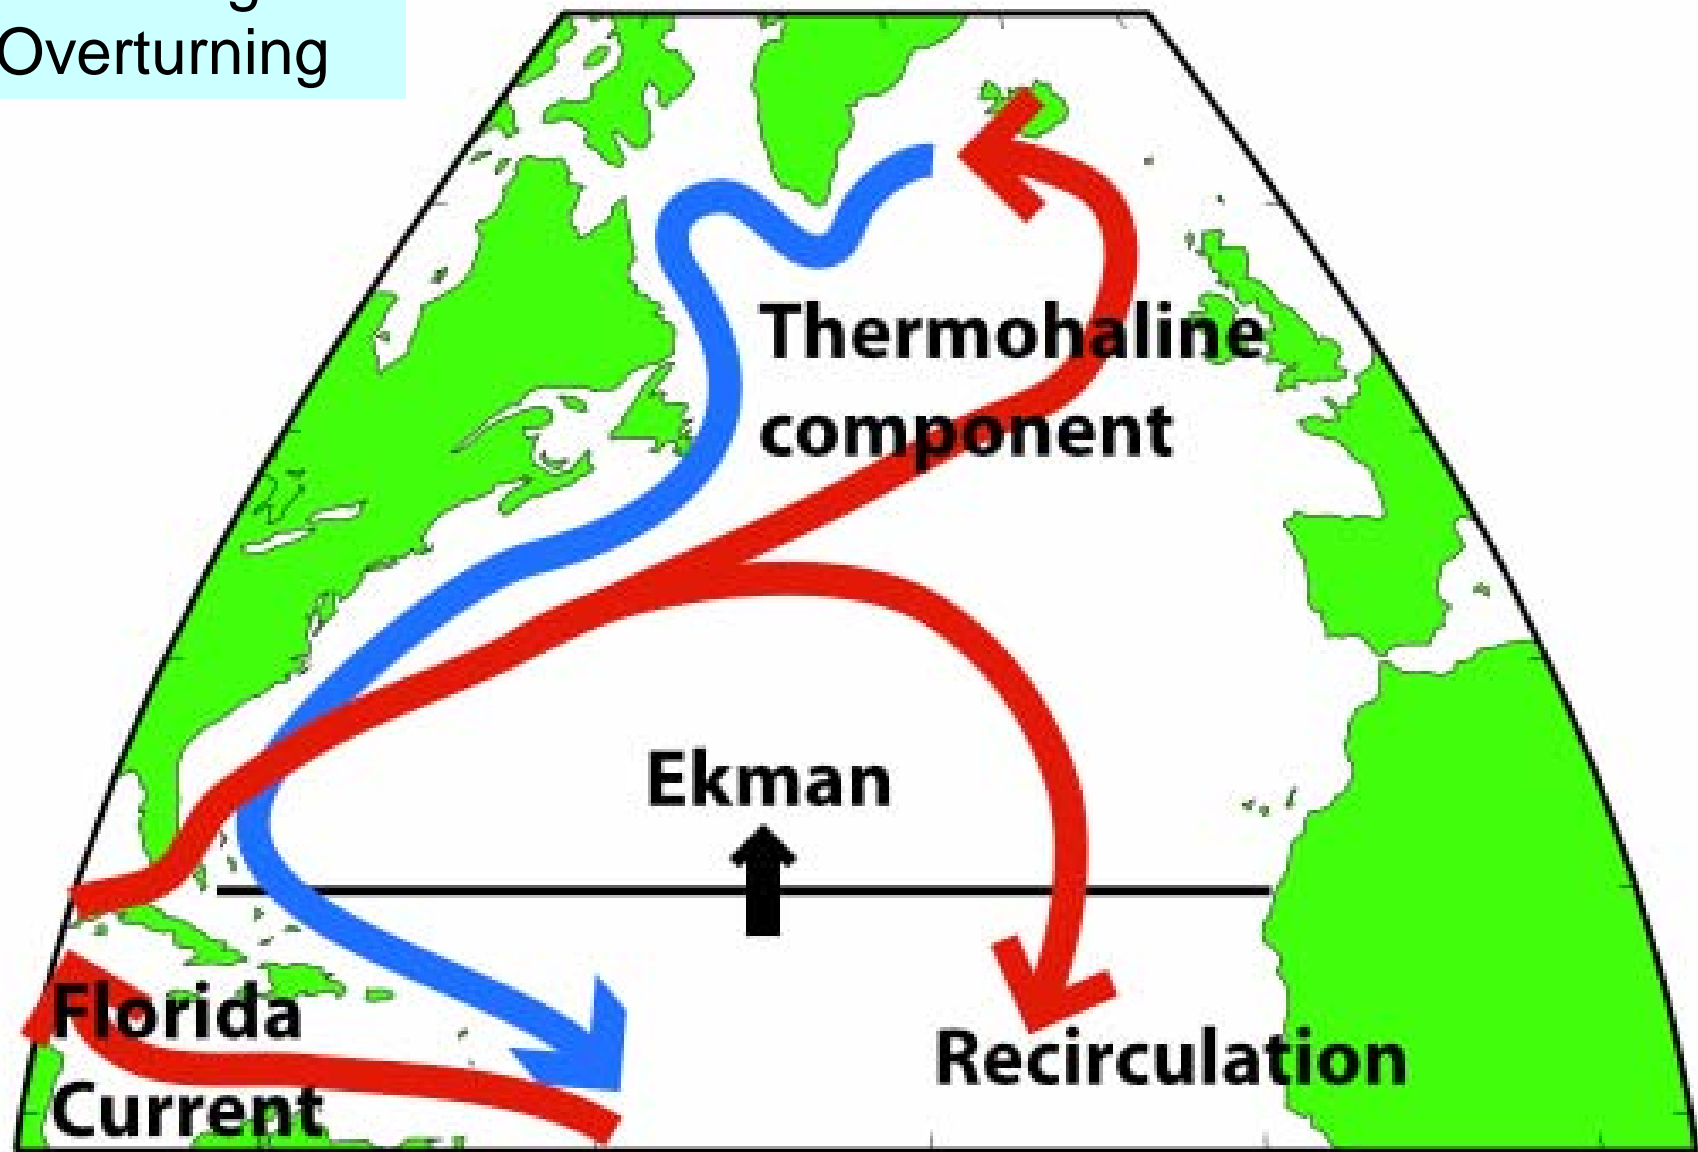 Overturning
Thermohaline
component
Ekman
Recirculation
Florida
Current